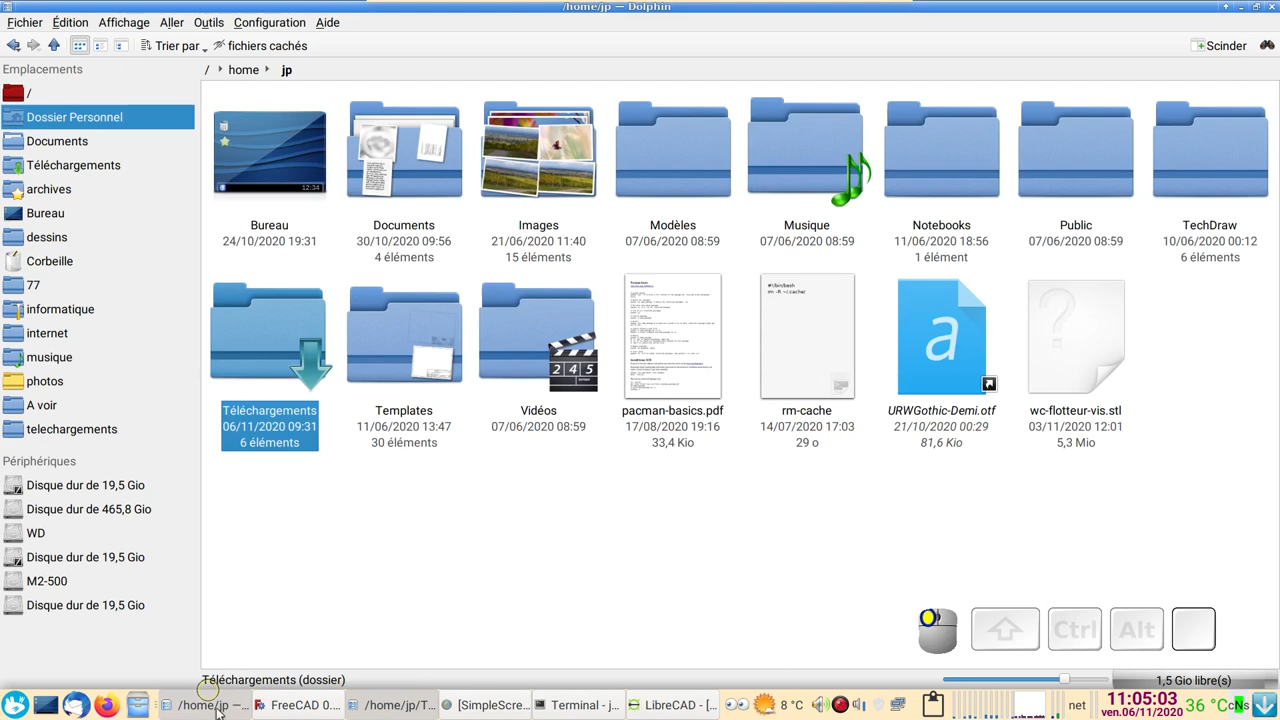 /home/jp — Dolphin
Fichier Édition Affichage Aller Outils Configuration Aide
Trier par fichiers cachés Scinder
Emplacements
/ home jp
/
Dossier Personnel
Documents
Téléchargements
archives
Bureau
dessins
Corbeille
77
informatique
internet
musique
photos
A voir
telechargements
Périphériques
Disque dur de 19,5 Gio
Disque dur de 465,8 Gio
WD
Disque dur de 19,5 Gio
M2-500
Disque dur de 19,5 Gio
12:34
Bureau Documents Images Modèles Musique Notebooks Public TechDraw
24/10/2020 19:31 30/10/2020 09:56 21/06/2020 11:40 07/06/2020 08:59 07/06/2020 08:59 11/06/2020 18:56 07/06/2020 08:59 10/06/2020 00:12
4 éléments 15 éléments 1 élément 6 éléments
#!/bin/bash
rm -R ~/.cache/
a
2 4 5
Téléchargements Templates Vidéos pacman-basics.pdf rm-cache URWGothic-Demi.otf wc-flotteur-vis.stl
06/11/2020 09:31 11/06/2020 13:47 07/06/2020 08:59 17/08/2020 19:16 14/07/2020 17:03 21/10/2020 00:29 03/11/2020 12:01
6 éléments 30 éléments 33,4 Kio 29 o 81,6 Kio 5,3 Mio
Ctrl Alt
Téléchargements (dossier) 1,5 Gio libre(s)
/home/jp —... FreeCAD 0.... /home/jp/T... [SimpleScre... Terminal - j... LibreCAD - [... 8 °C net 11:05:03 36 °C cNs
ven.06/11/2020